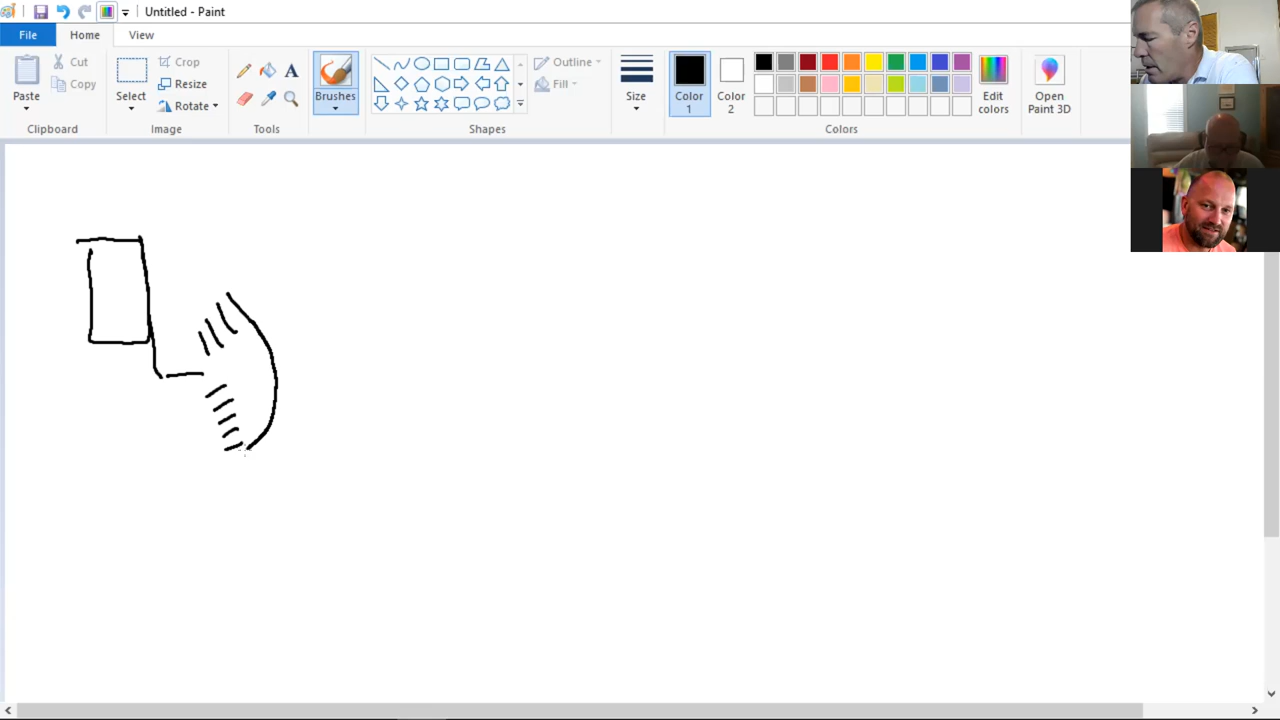 Untitled - Paint
File Home View
Paste
Cut
Copy
Clipboard
Select
Crop
Resize
Rotate
Image
A
Tools
Brushes
Outline
Fill
Shapes
Size
Color 1
Color 2
Edit colors
Colors
Open Paint 3D